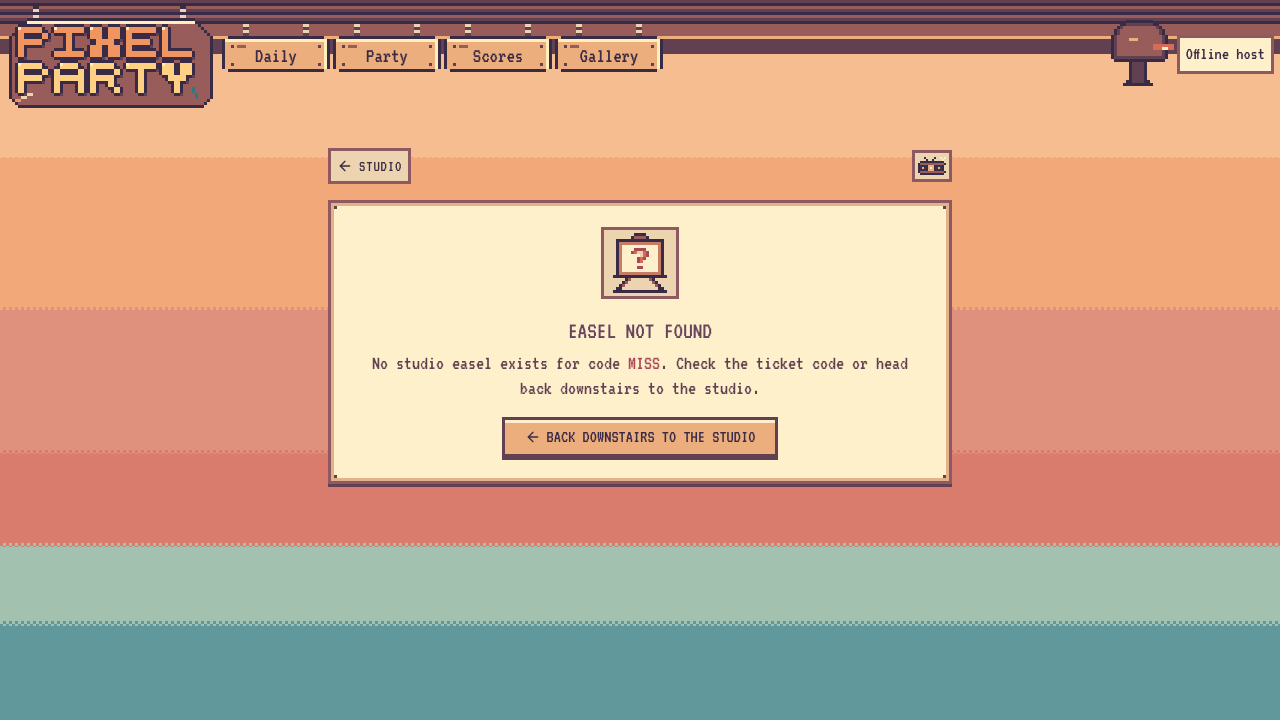 PIXEL
PARTY
Daily
Party
Scores
Gallery
Offline host
← STUDIO
?
EASEL NOT FOUND
No studio easel exists for code MISS. Check the ticket code or head
back downstairs to the studio.
← BACK DOWNSTAIRS TO THE STUDIO